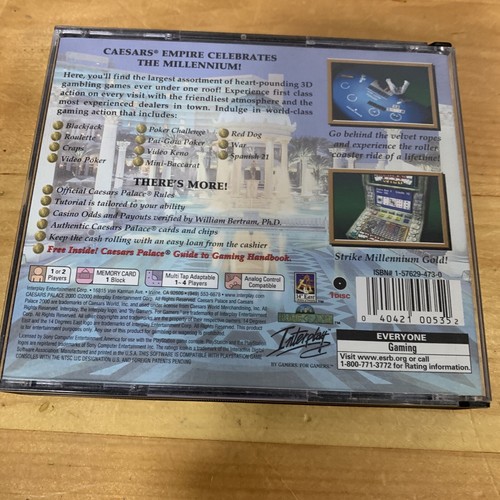 CAESARS® EMPIRE CELEBRATES
THE MILLENNIUM!
Here, you'll find the largest assortment of heart-pounding 3D
gambling games ever under one roof! Experience first class
action on every visit with the friendliest atmosphere and the
most experienced dealers in town. Indulge in world-class
gaming action that includes:
Blackjack
Roulette
Craps
Video Poker
Poker Challenge
Pai-Gow Poker
Video Keno
Mini-Baccarat
Red Dog
War
Spanish 21
THERE'S MORE!
Official Caesars Palace® Rules
Tutorial is tailored to your ability
Casino Odds and Payouts verified by William Bertram, Ph.D.
Authentic Caesars Palace® cards and chips
Keep the cash rolling with an easy loan from the cashier
Free Inside! Caesars Palace® Guide to Gaming Handbook.
Go behind the velvet ropes
and experience the roller
coaster ride of a lifetime!
Strike Millennium Gold!
1 or 2
Players
MEMORY CARD
1 Block
Multi Tap Adaptable
1- 4 Players
Analog Control
Compatible
1DISC
ISBN# 1-57629-473-0
0 40421 00535 2
Interplay
BY GAMERS. FOR GAMERS.™
EVERYONE
Gaming
Visit www.esrb.org or call
1-800-771-3772 for Rating information.